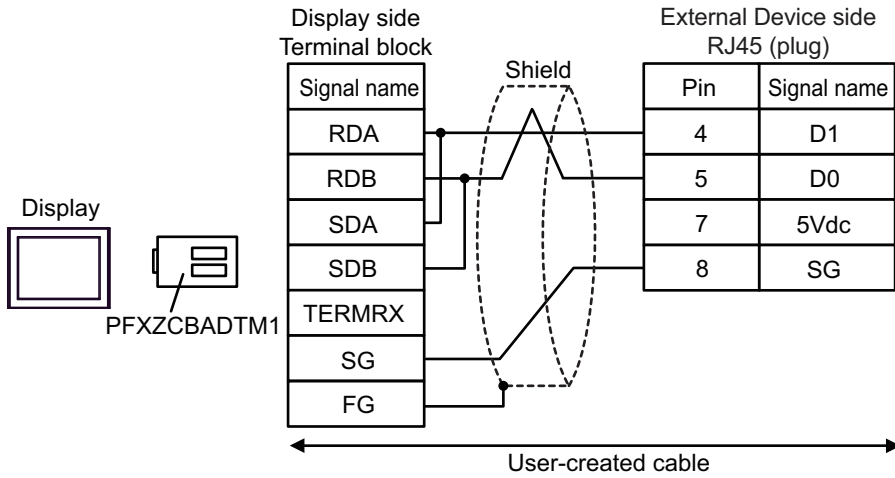 Display side
Terminal block
External Device side
RJ45 (plug)
Shield
Signal name
Pin
Signal name
RDA
4
D1
RDB
5
D0
SDA
7
5Vdc
SDB
8
SG
TERMRX
SG
FG
Display
PFXZCBADTM1
User-created cable